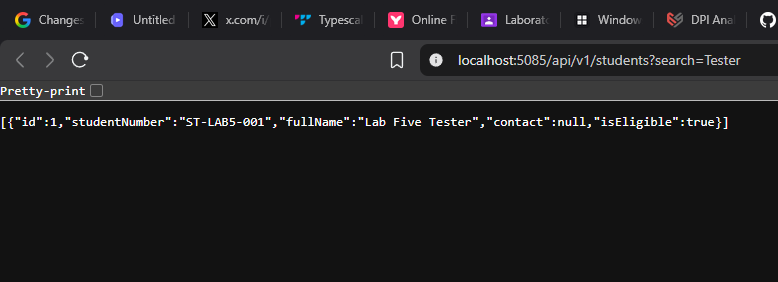 Changes Untitled x.com/i/ Typescal Online F Laborat Window DPI Anal
localhost:5085/api/v1/students?search=Tester
Pretty-print
[{"id":1,"studentNumber":"ST-LAB5-001","fullName":"Lab Five Tester","contact":null,"isEligible":true}]